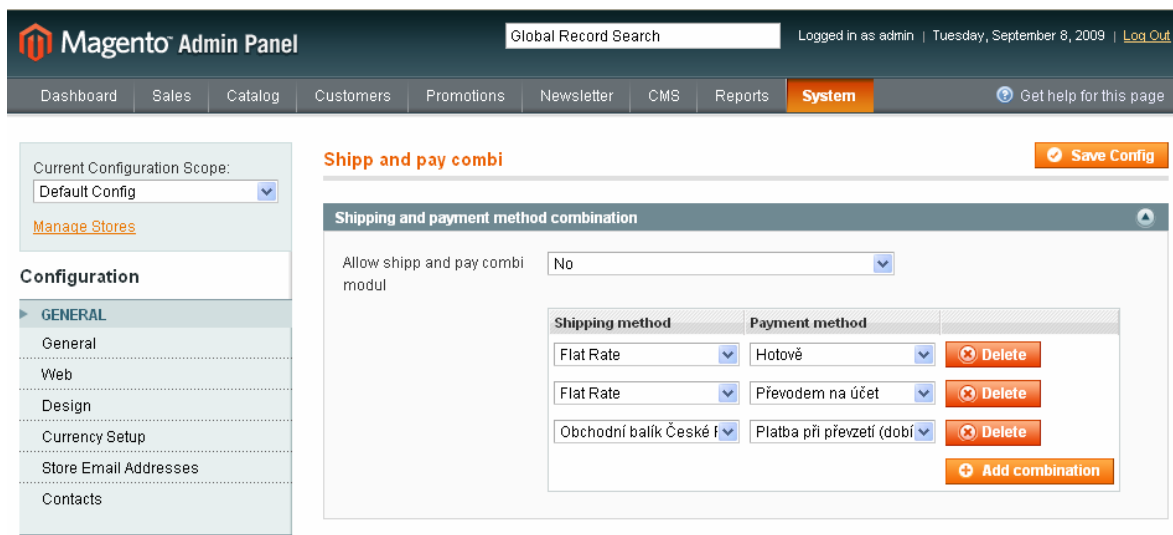 Magento Admin Panel
Global Record Search
Logged in as admin | Tuesday, September 8, 2009 | Log Out
Dashboard Sales Catalog Customers Promotions Newsletter CMS Reports System Get help for this page
Current Configuration Scope:
Default Config
Manage Stores
Configuration
GENERAL
General
Web
Design
Currency Setup
Store Email Addresses
Contacts
Shipp and pay combi
Save Config
Shipping and payment method combination
Allow shipp and pay combi
modul
No
Shipping method Payment method
Flat Rate Hotově Delete
Flat Rate Převodem na účet Delete
Obchodní balík České Platba při převzetí (dobí Delete
Add combination